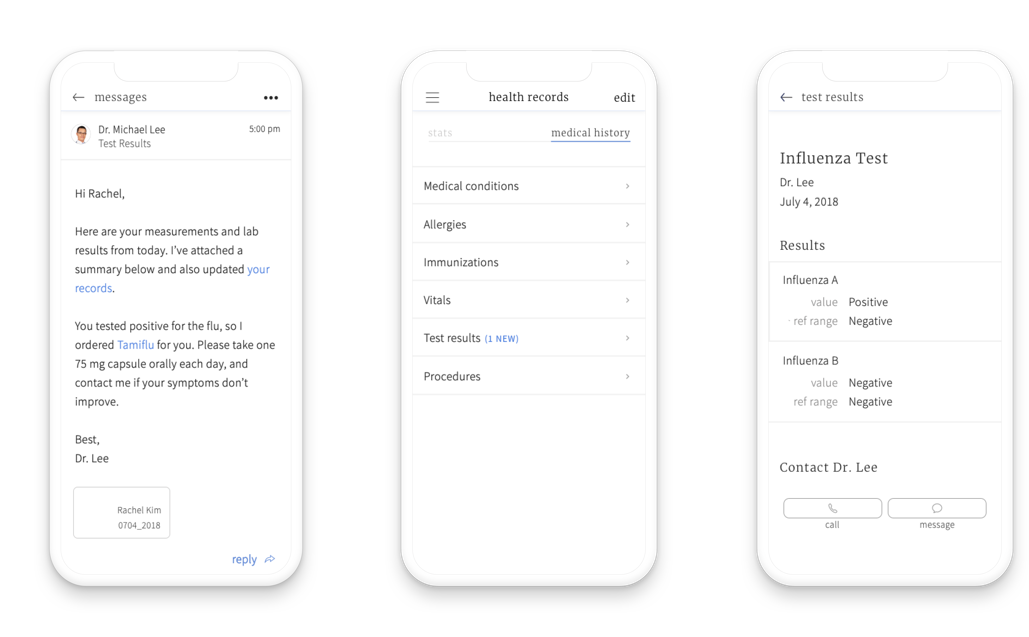 messages
Dr. Michael Lee
5:00 pm
Test Results
Hi Rachel,
Here are your measurements and lab
results from today. I’ve attached a
summary below and also updated your
records.
You tested positive for the flu, so I
ordered Tamiflu for you. Please take one
75 mg capsule orally each day, and
contact me if your symptoms don’t
improve.
Best,
Dr. Lee
Rachel Kim
0704_2018
reply
health records
edit
stats
medical history
Medical conditions
Allergies
Immunizations
Vitals
Test results (1 NEW)
Procedures
test results
Influenza Test
Dr. Lee
July 4, 2018
Results
Influenza A
value Positive
ref range Negative
Influenza B
value Negative
ref range Negative
Contact Dr. Lee
call
message